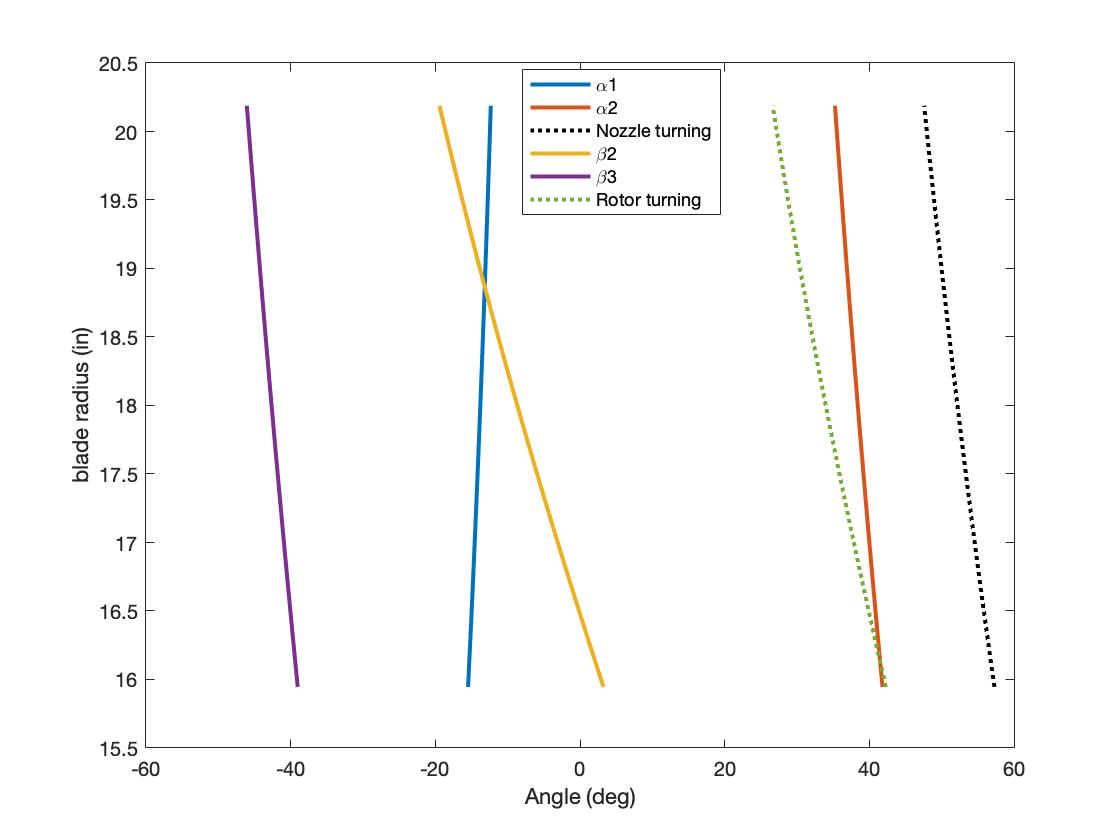 20.5
20
19.5
19
18.5
18
17.5
17
16.5
16
15.5
blade radius (in)
α1
α2
Nozzle turning
β2
β3
Rotor turning
-60
-40
-20
0
20
40
60
Angle (deg)